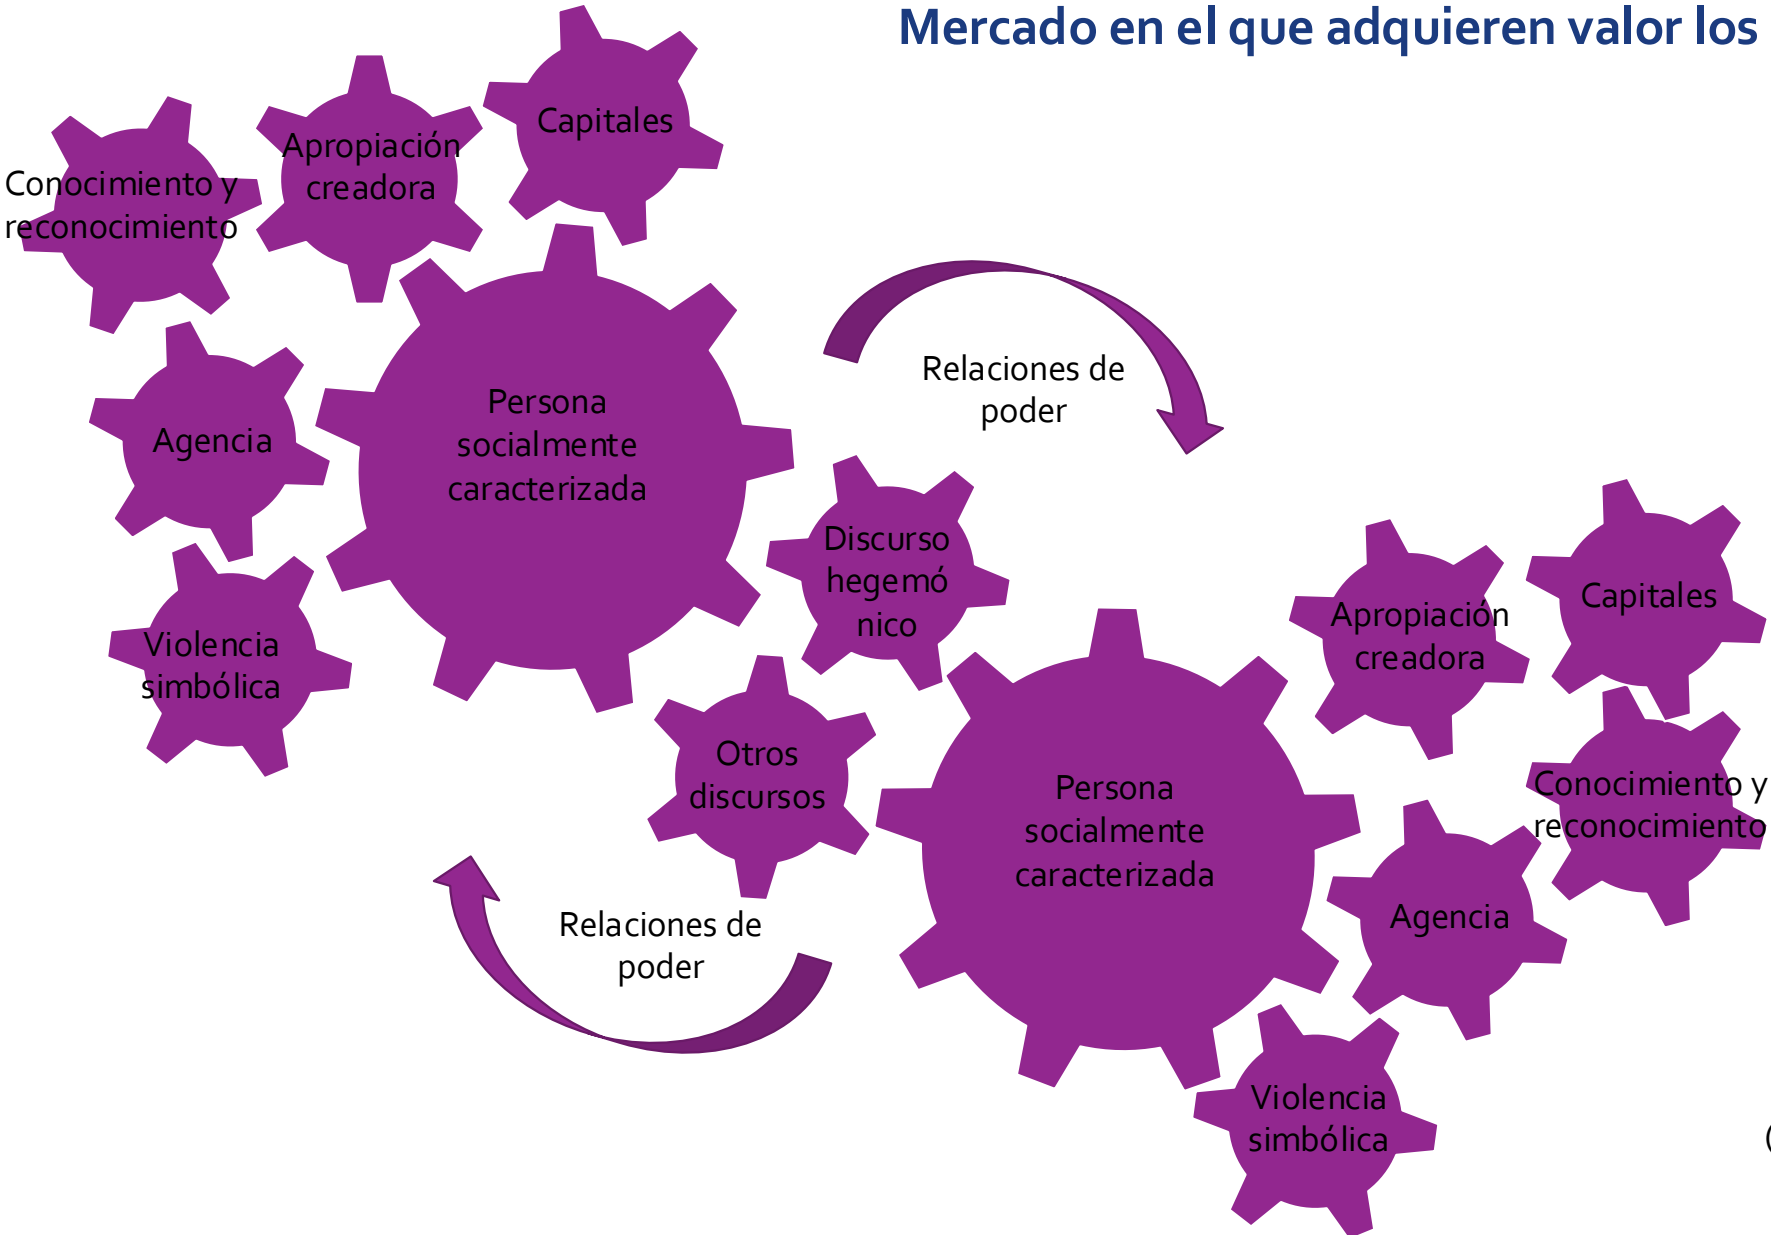 Mercado en el que adquieren valor los
Capitales
Apropiación
creadora
Conocimiento y
reconocimiento
Relaciones de
poder
Persona
socialmente
caracterizada
Agencia
Discurso
hegemó
nico
Violencia
simbólica
Capitales
Apropiación
creadora
Otros
discursos
Persona
socialmente
caracterizada
Conocimiento y
reconocimiento
Agencia
Relaciones de
poder
Violencia
simbólica
(